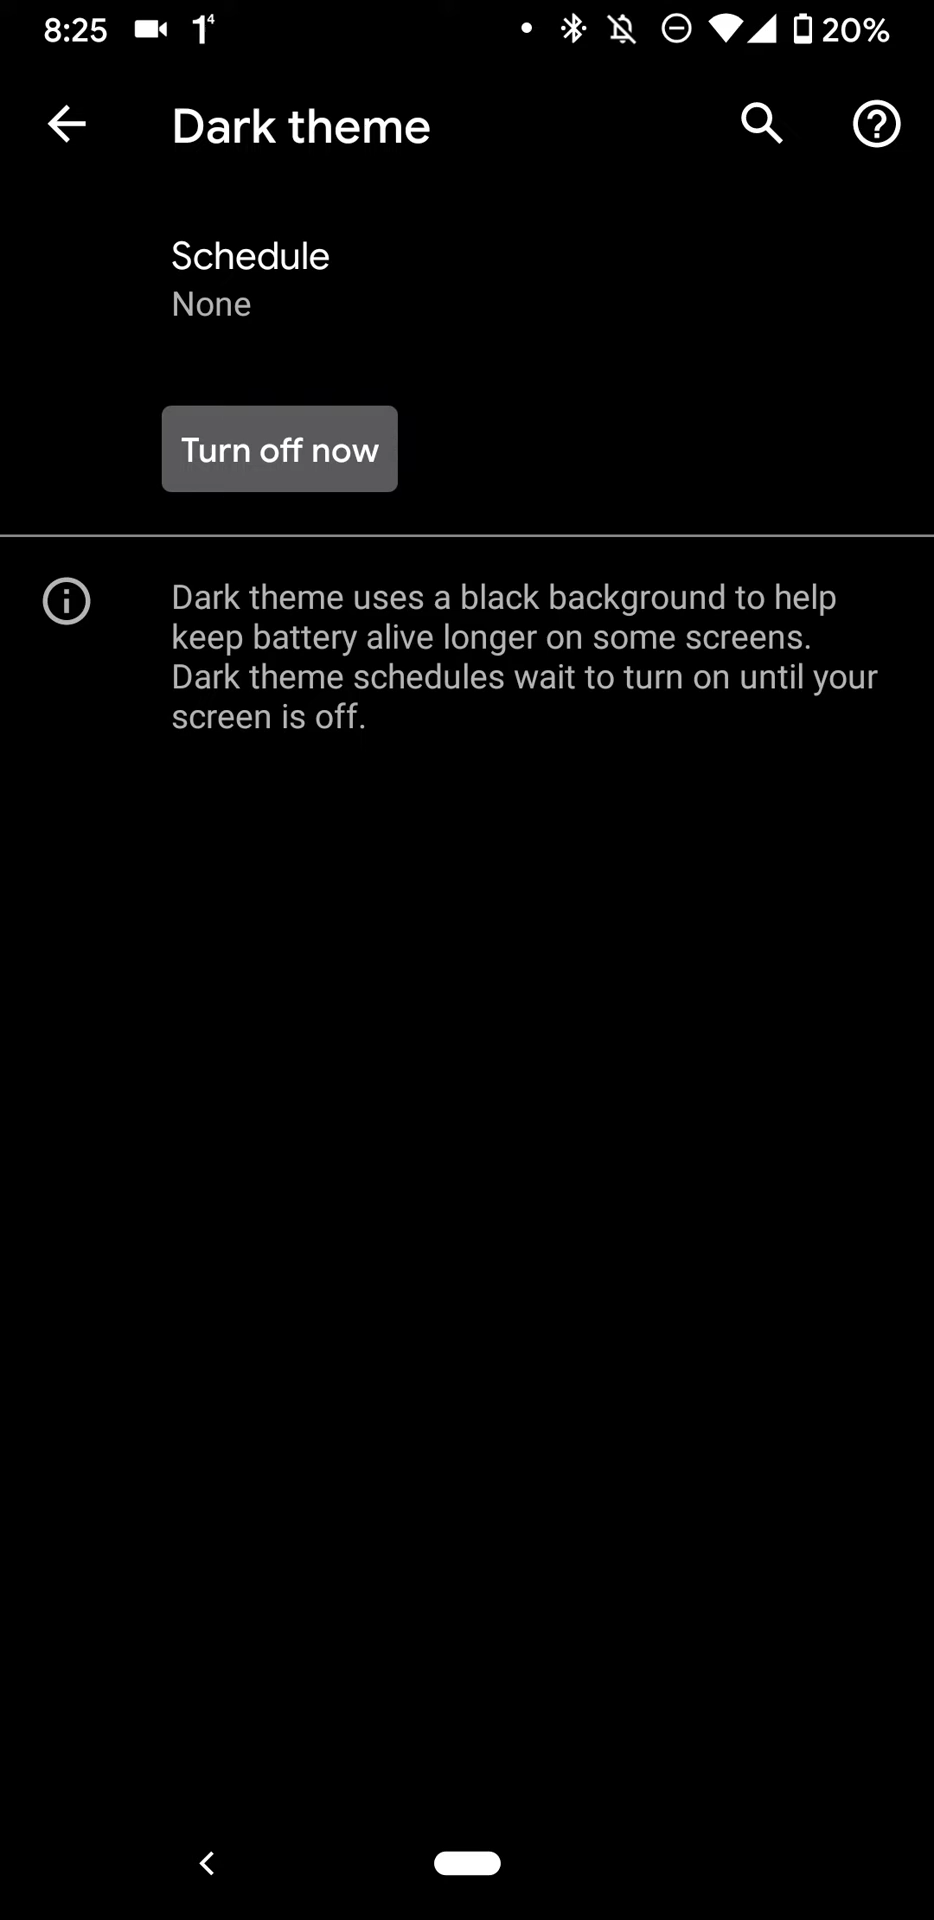 8:25 1⁴ 20%
Dark theme
Schedule
None
Turn off now
Dark theme uses a black background to help
keep battery alive longer on some screens.
Dark theme schedules wait to turn on until your
screen is off.